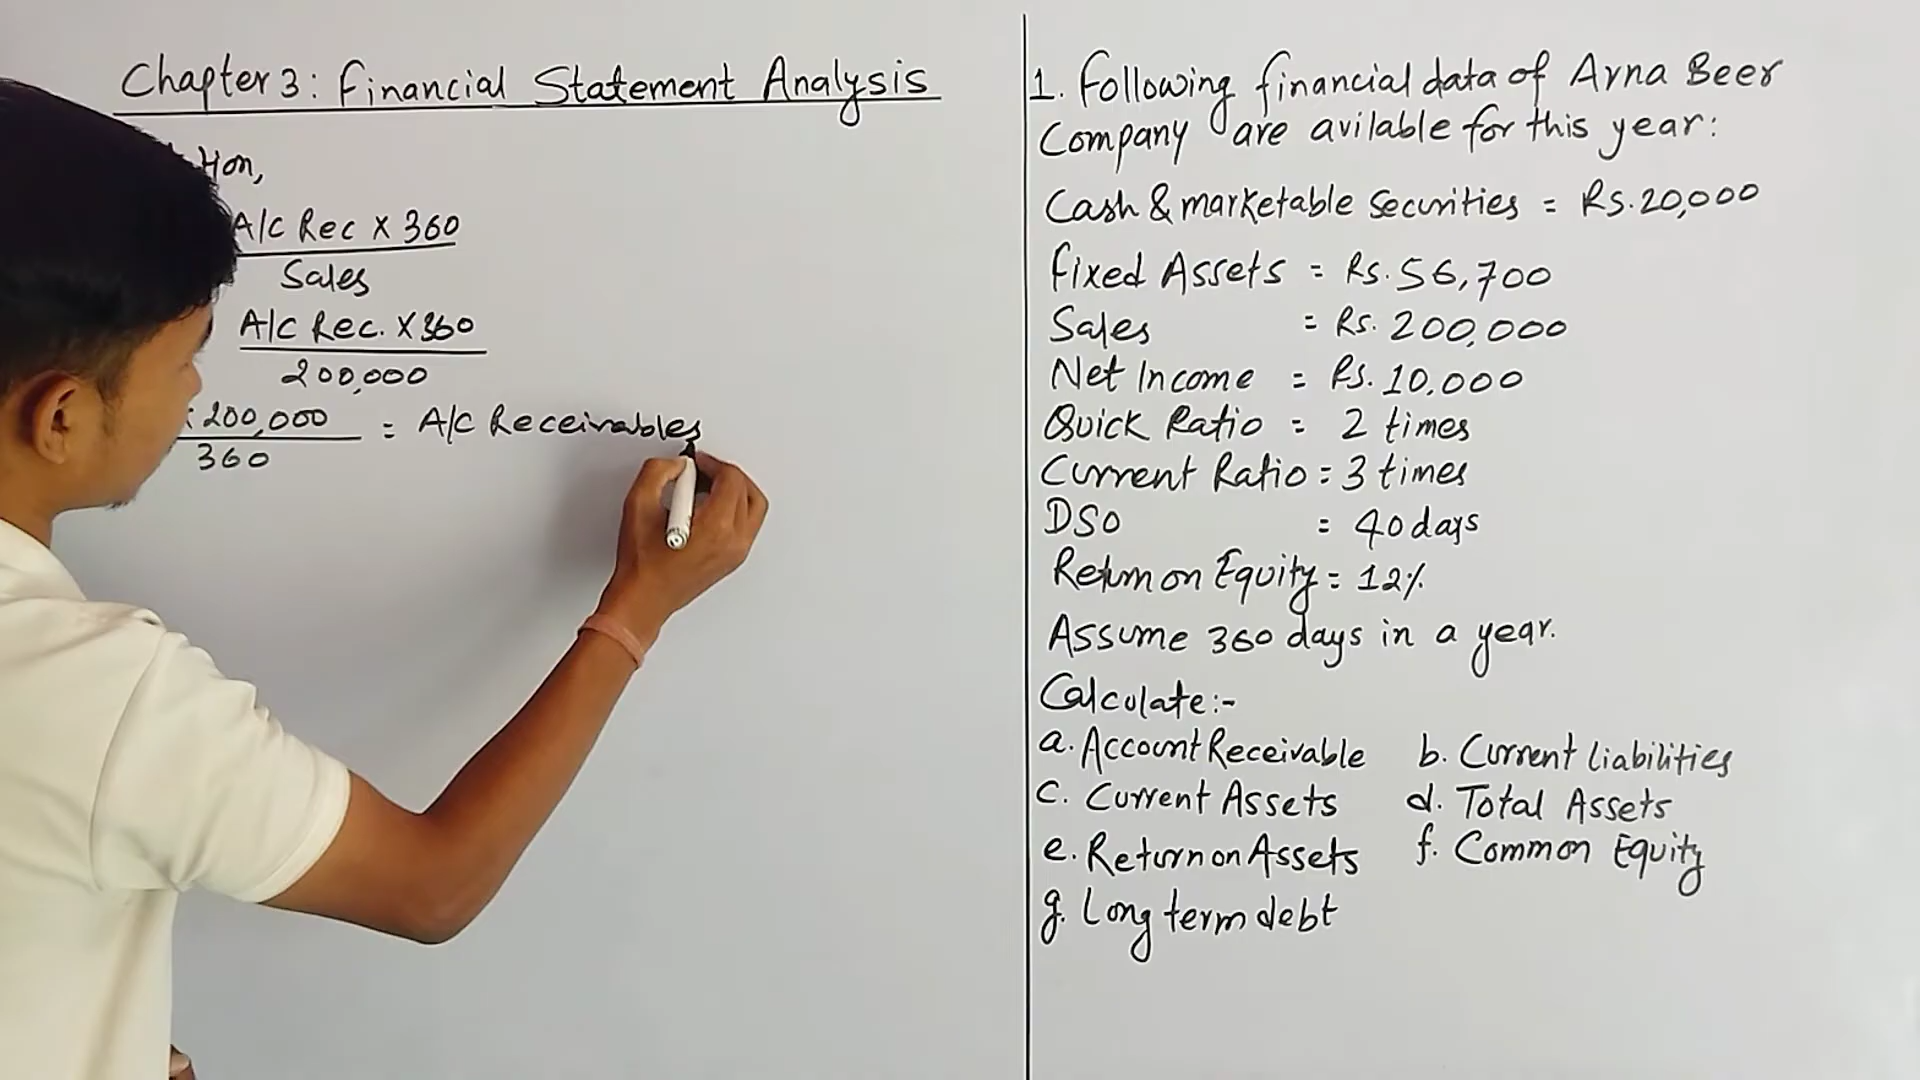 Chapter 3: Financial Statement Analysis
A/C Rec X 360
Sales
A/C Rec. X 360
200,000
200,000 = A/C Receivables
360
1. Following financial data of Arna Beer
Company are avilable for this year:
Cash & marketable securities = Rs. 20,000
Fixed Assets = Rs. 56,700
Sales = Rs. 200,000
Net Income = Rs. 10,000
Quick Ratio = 2 times
Current Ratio = 3 times
DSO = 40 days
Return on Equity = 12%
Assume 360 days in a year.
Calculate:-
a. Account Receivable b. Current liabilities
c. Current Assets d. Total Assets
e. Return on Assets f. Common Equity
g. Long term debt